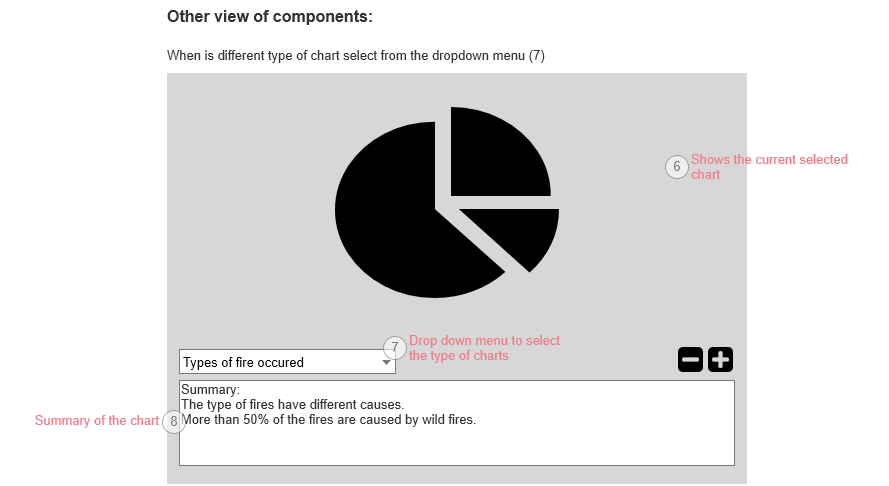 Other view of components:
When is different type of chart select from the dropdown menu (7)
6 Shows the current selected
chart
7 Drop down menu to select
the type of charts
Types of fire occured
Summary:
The type of fires have different causes.
More than 50% of the fires are caused by wild fires.
Summary of the chart 8